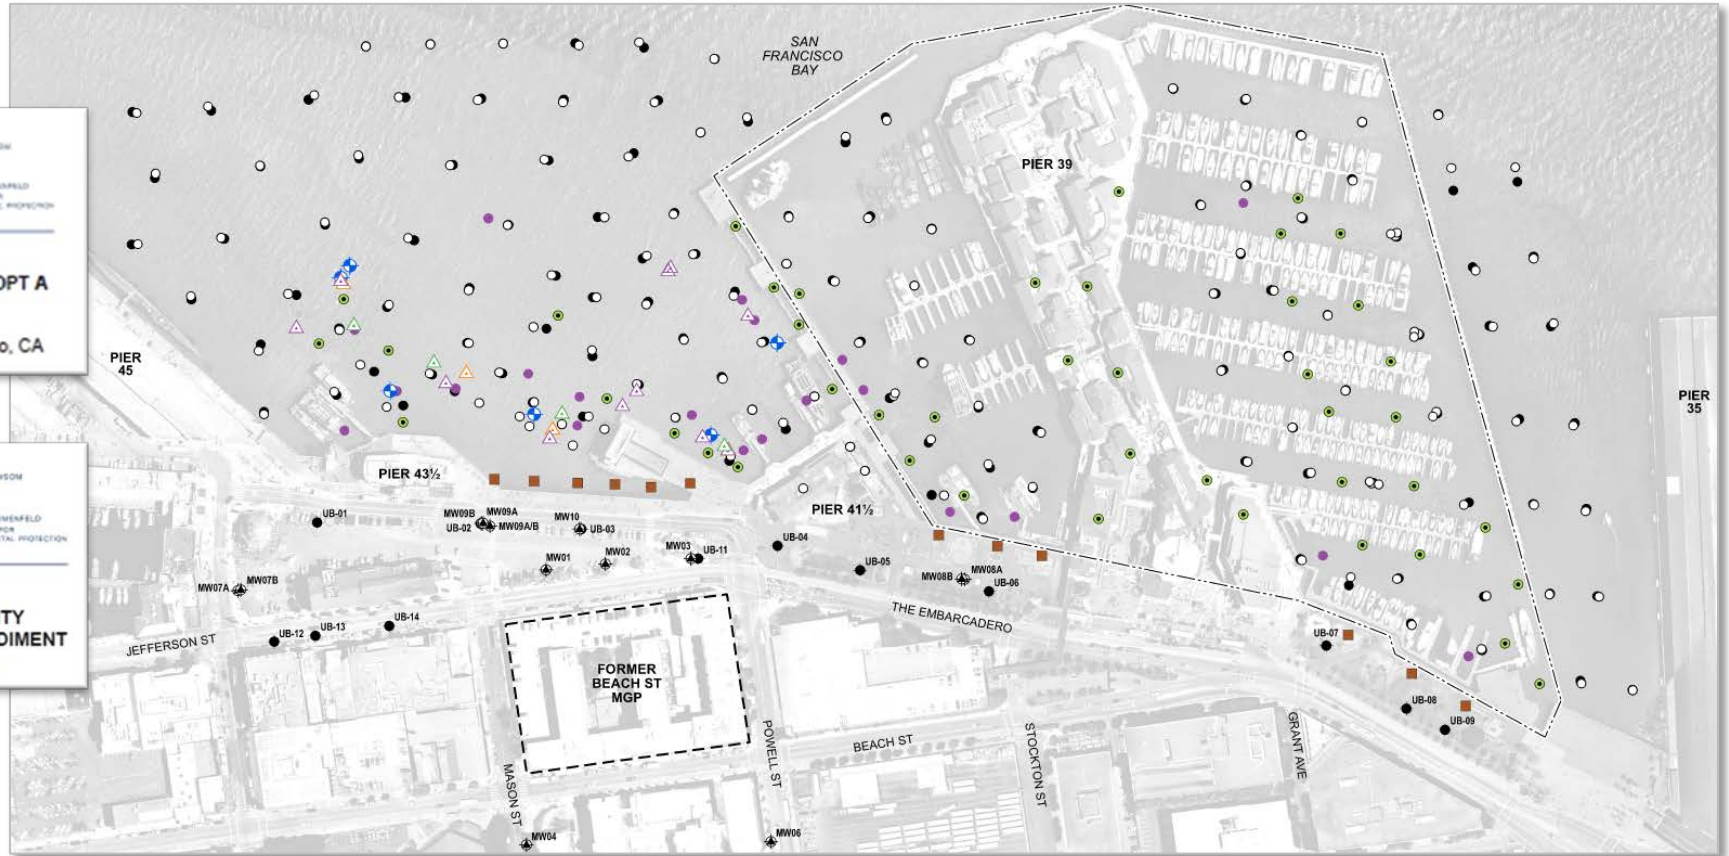 SAN
FRANCISCO
BAY
PIER 39
OPT A
o, CA
PIER
45
PIER
35
PIER 43½
PIER 41½
UB-01
MW09B
MW09A
UB-02
MW09A/B
MW10
UB-03
MW01
MW02
MW03
UB-11
UB-04
UB-05
MW08B
MW08A
UB-06
MW07A
MW07B
UB-12
UB-13
UB-14
JEFFERSON ST
THE EMBARCADERO
UB-07
UB-08
UB-09
FORMER
BEACH ST
MGP
BEACH ST
MASON ST
POWELL ST
STOCKTON ST
GRANT AVE
MW04
MW06
TY
DIMENT